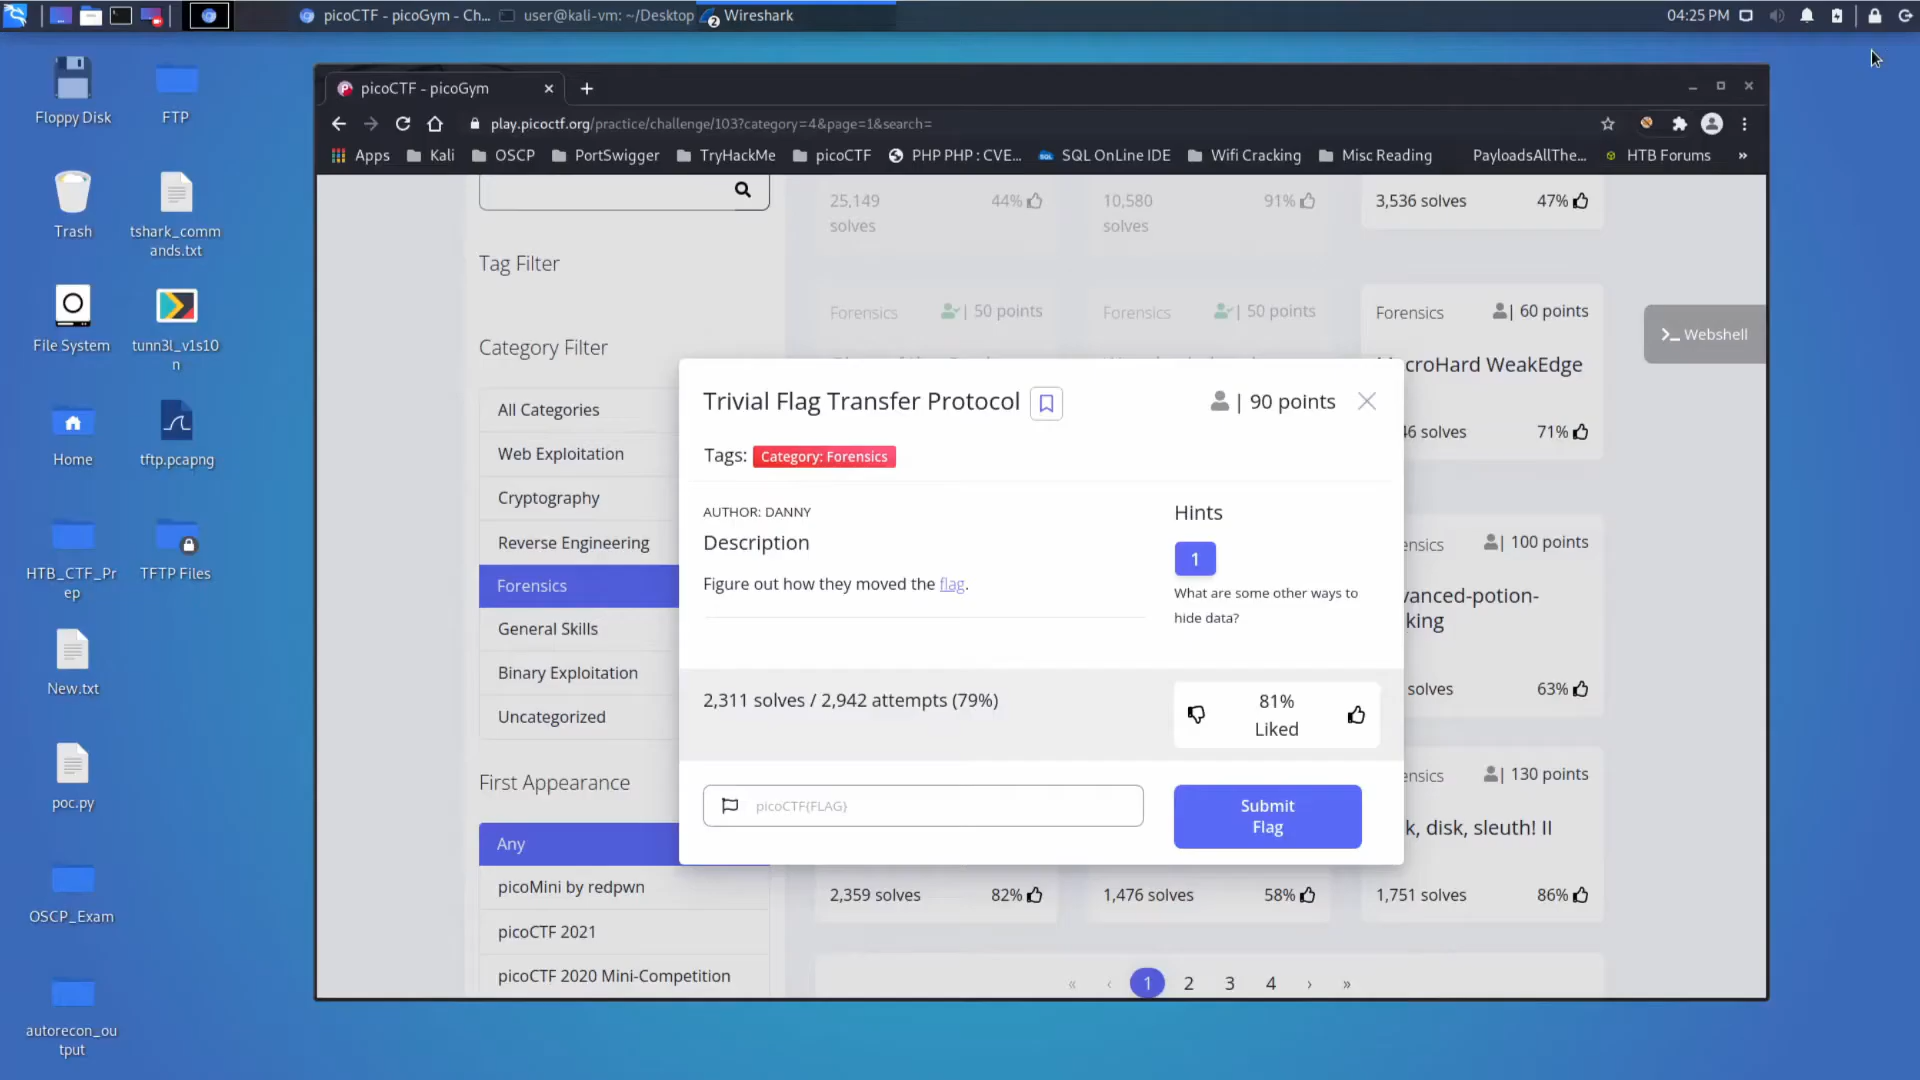 picoCTF - picoGym - Ch...
user@kali-vm: ~/Desktop
2
Wireshark
04:25 PM
Floppy Disk
FTP
Trash
tshark_comm
ands.txt
File System
tunn3l_v1s10
n
Home
tftp.pcapng
HTB_CTF_Pr
ep
TFTP Files
New.txt
poc.py
OSCP_Exam
autorecon_ou
tput
picoCTF - picoGym
play.picoctf.org/practice/challenge/103?category=4&page=1&search=
Apps
Kali
OSCP
PortSwigger
TryHackMe
picoCTF
PHP PHP : CVE...
SQL OnLine IDE
Wifi Cracking
Misc Reading
PayloadsAllThe...
HTB Forums
»
25,149
solves
44%
10,580
solves
91%
3,536 solves
47%
Tag Filter
Category Filter
All Categories
Web Exploitation
Cryptography
Reverse Engineering
Forensics
General Skills
Binary Exploitation
Uncategorized
First Appearance
Any
picoMini by redpwn
picoCTF 2021
picoCTF 2020 Mini-Competition
Forensics
| 50 points
Forensics
| 50 points
Forensics
| 60 points
croHard WeakEdge
46 solves
71%
>_ Webshell
Trivial Flag Transfer Protocol
| 90 points
Tags: Category: Forensics
AUTHOR: DANNY
Description
Figure out how they moved the flag.
Hints
1
What are some other ways to
hide data?
2,311 solves / 2,942 attempts (79%)
81%
Liked
picoCTF{FLAG}
Submit
Flag
ensics
| 100 points
vanced-potion-
king
solves
63%
ensics
| 130 points
k, disk, sleuth! II
2,359 solves
82%
1,476 solves
58%
1,751 solves
86%
« ‹ 1 2 3 4 › »